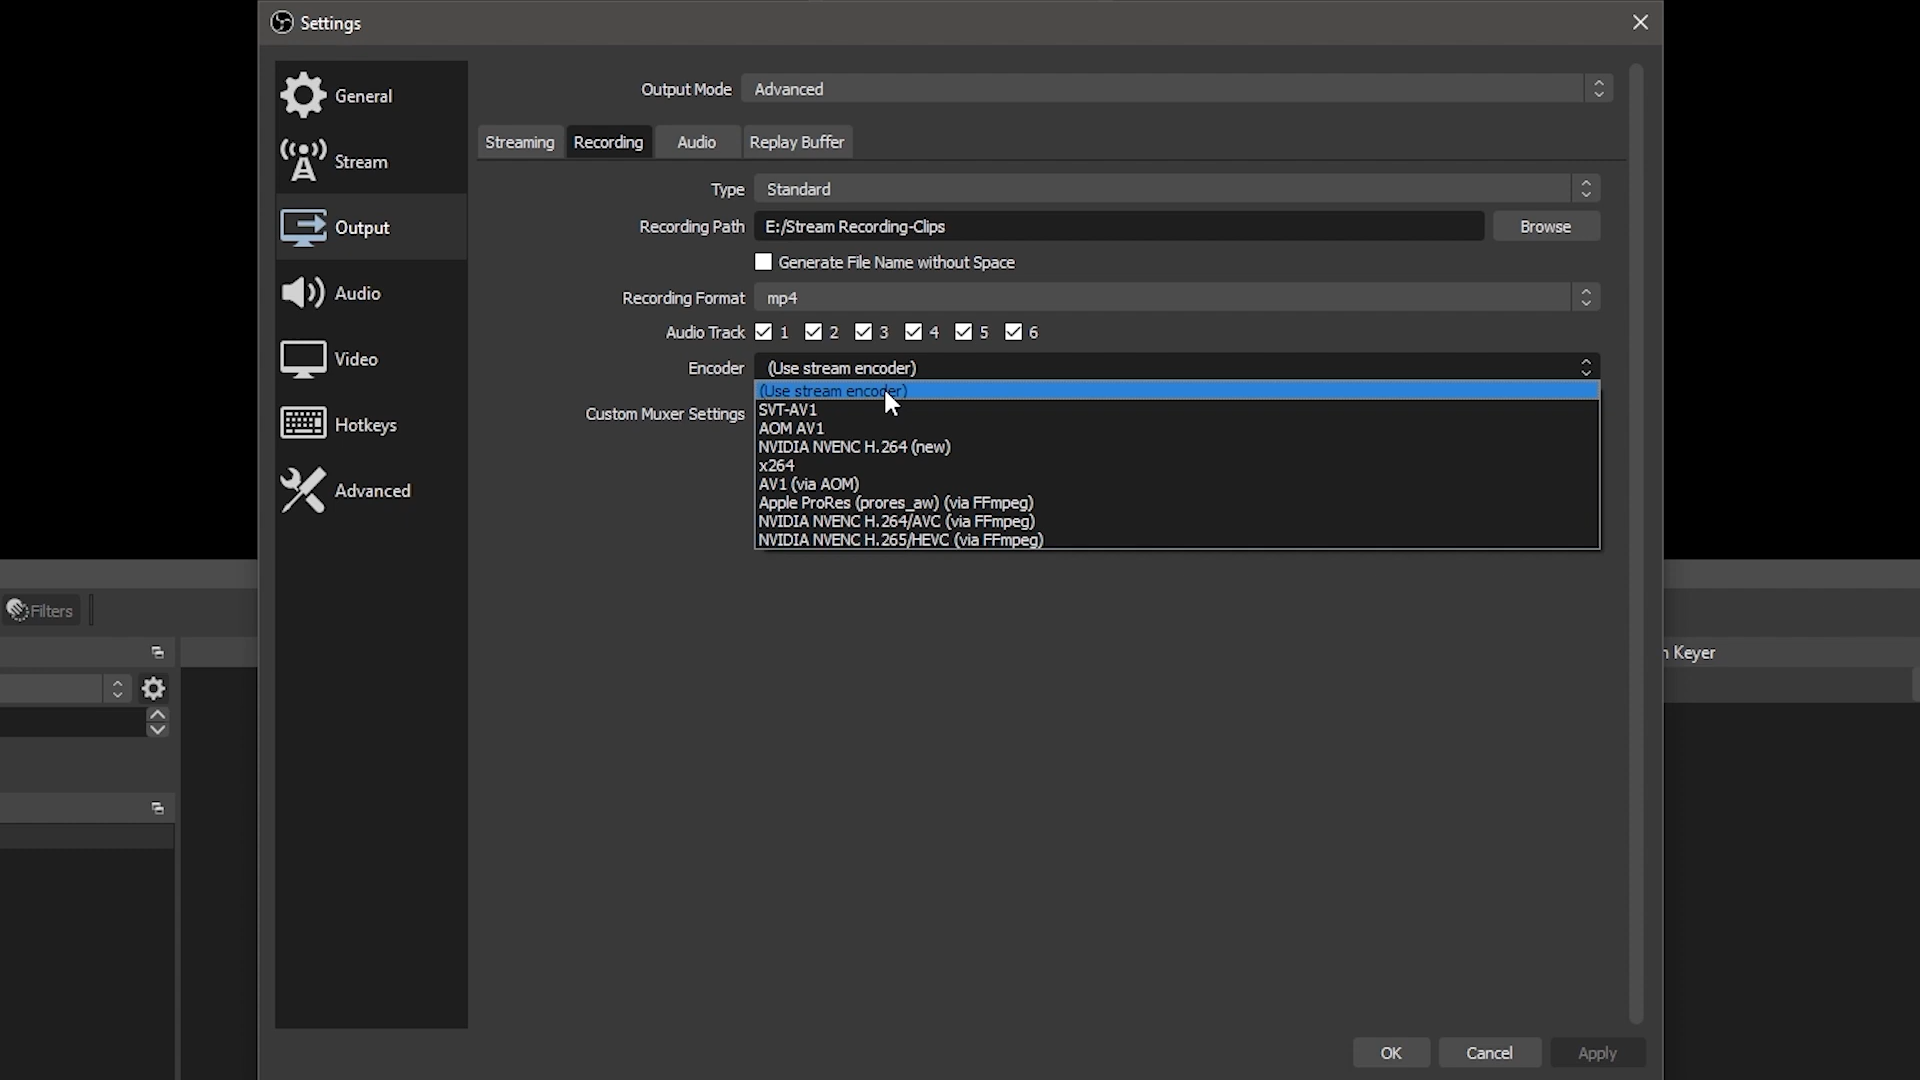 Settings
General
Stream
Output
Audio
Video
Hotkeys
Advanced
Output Mode Advanced
Streaming Recording Audio Replay Buffer
Type Standard
Recording Path E:/Stream Recording-Clips Browse
Generate File Name without Space
Recording Format mp4
Audio Track 1 2 3 4 5 6
Encoder (Use stream encoder)
(Use stream encoder)
Custom Muxer Settings
SVT-AV1
AOM AV1
NVIDIA NVENC H.264 (new)
x264
AV1 (via AOM)
Apple ProRes (prores_aw) (via FFmpeg)
NVIDIA NVENC H.264/AVC (via FFmpeg)
NVIDIA NVENC H.265/HEVC (via FFmpeg)
Filters
n Keyer
OK Cancel Apply